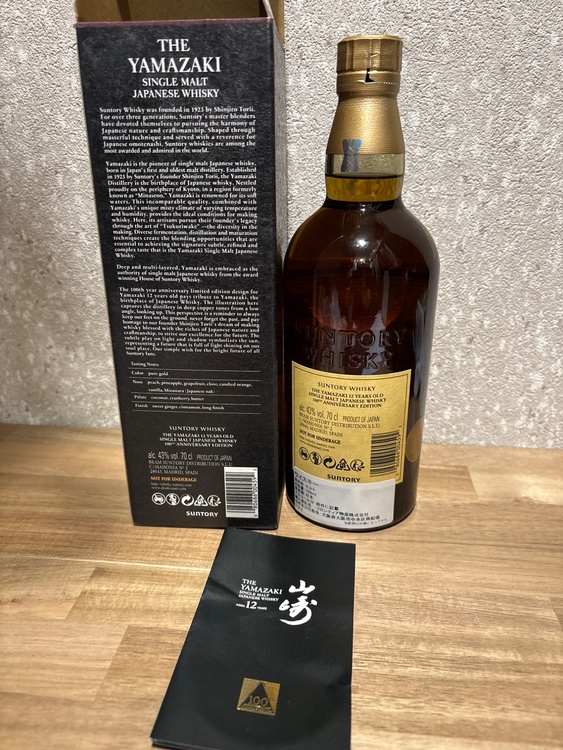 THE
YAMAZAKI
SINGLE MALT
JAPANESE WHISKY
Suntory Whisky was founded in 1923 by Shinjiro Torii.
For over three generations, Suntory's master blenders
have devoted themselves to pursuing the harmony of
Japanese nature and craftsmanship. Shaped through
masterful technique and served with a reverence for
Japanese omotenashi, Suntory whiskies are among the
most awarded and admired in the world.
Yamazaki is the pioneer of single malt Japanese whisky,
born in Japan's first and oldest malt distillery. Established
in 1923 by Suntory's founder Shinjiro Torii, the Yamazaki
Distillery is the birthplace of Japanese whisky. Nestled
proudly on the periphery of Kyoto, in a region formerly
known as "Minaseno," Yamazaki is renowned for its soft
waters. This incomparable quality, combined with
Yamazaki's unique misty climate of varying temperature
and humidity, provides the ideal conditions for making
whisky. Here, its artisans pursue their founder's legacy
through the art of "Tsukuriwake" —the diversity in the
making. Diverse fermentation, distillation and maturation
techniques create the blending opportunities that are
essential to achieving the signature subtle, refined and
complex taste that is the Yamazaki Single Malt Whisky.
Deep and multi-layered, Yamazaki is embraced as the
authority of single malt Japanese whisky from the award
winning House of Suntory Whisky.
The 100th year anniversary limited edition design for
Yamazaki 12 years old pays tribute to Yamazaki, the
birthplace of Japanese Whisky. The illustration here
captures the distillery in deep copper tones from a low
angle, looking up. This perspective is a reminder to always
keep our feet on the ground, never forget the past, and pay
homage to our founder Shinjiro Torii's dream of making
whisky blessed with the riches of Japanese nature and
craftsmanship, to strive our excellence for the future. The
subtle play on light and shadow symbolizes the sun,
representing a future that is full of light shining on our
soul place. Our simple wish for the bright future of all
Suntory fans.
Tasting Notes
Color pure gold
Nose peach, pineapple, grapefruit, clove, candied orange,
vanilla, Mizunara (Japanese oak)
Palate coconut, cranberry, butter
Finish sweet ginger, cinnamon, long finish
SUNTORY WHISKY
THE YAMAZAKI 12 YEARS OLD
SINGLE MALT JAPANESE WHISKY
100TH ANNIVERSARY EDITION
alc. 43% vol. 70 cl PRODUCT OF JAPAN
BEAM SUNTORY DISTRIBUTION S.L.U.
C/ MAHONIA Nº 2
28043, MADRID, SPAIN
NOT FOR UNDERAGE
SUNTORY
SUNTORY
WHISKY
SUNTORY WHISKY
THE YAMAZAKI 12 YEARS OLD
SINGLE MALT JAPANESE WHISKY
100TH ANNIVERSARY EDITION
alc. 43% vol. 70 cl PRODUCT OF JAPAN
BEAM SUNTORY DISTRIBUTION S.L.U.
28043, MADRID, SPAIN
NOT FOR UNDERAGE
SUNTORY
THE
YAMAZAKI
SINGLE MALT
JAPANESE WHISKY
AGED 12 YEARS
山崎
100